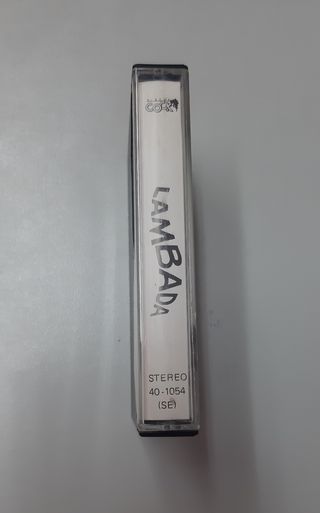 LAMBADA
STEREO
40-1054
(SE)